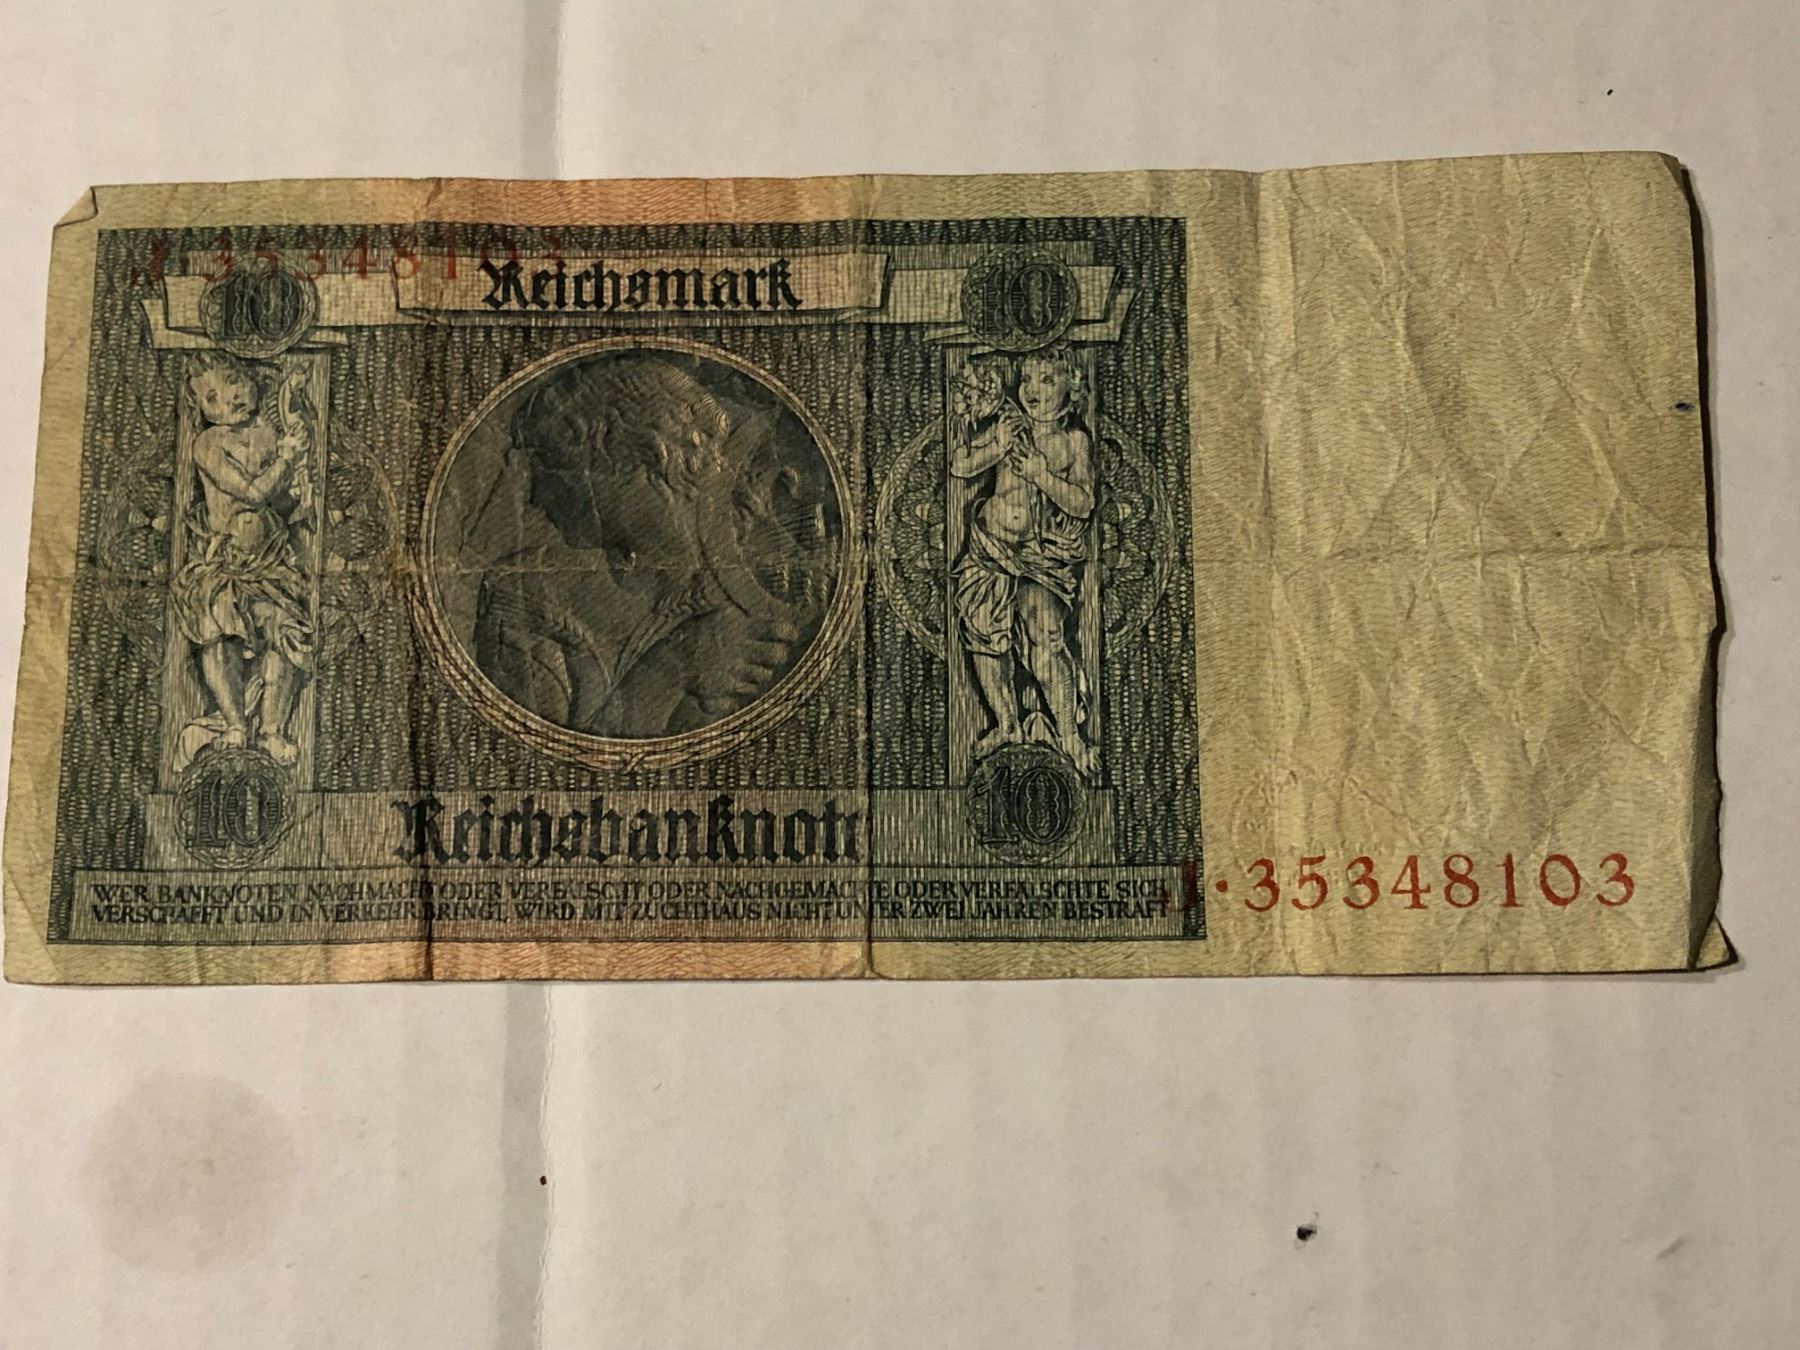 J·35348103
10 Reichsmark 10
10 Reichsbanknote 10
WER BANKNOTEN NACHMACHT ODER VERFÄLSCHT ODER NACHGEMACHTE ODER VERFÄLSCHTE SICH
VERSCHAFFT UND IN VERKEHR BRINGT, WIRD MIT ZUCHTHAUS NICHT UNTER ZWEI JAHREN BESTRAFT
J·35348103